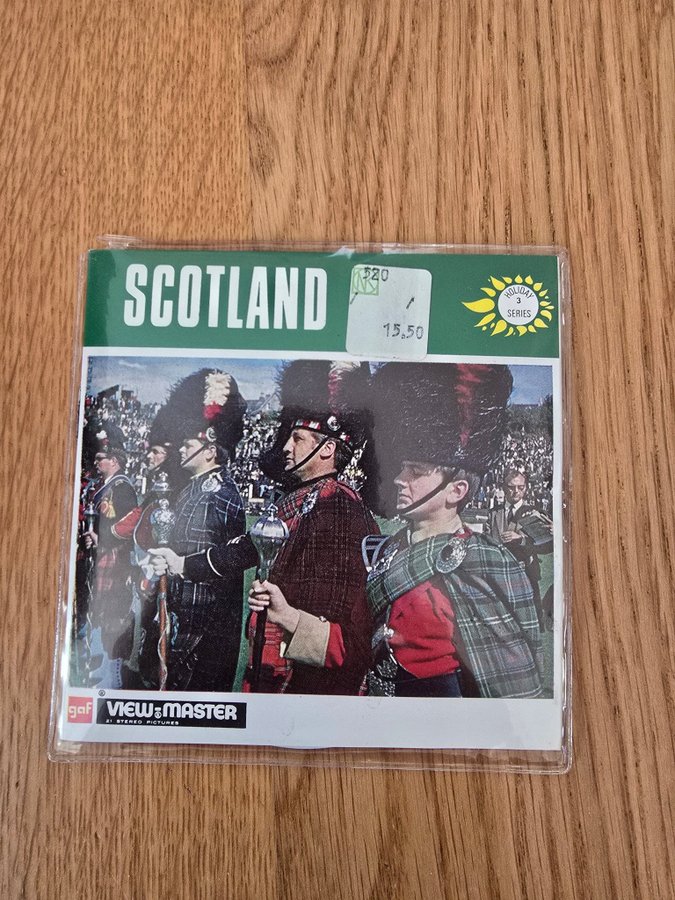 SCOTLAND
520
15.50
HOLIDAY
3
SERIES
gaf
® VIEW-MASTER
21 STEREO PICTURES